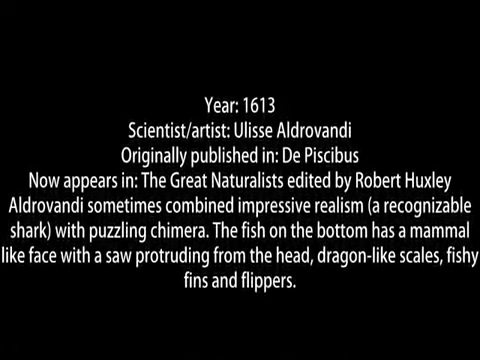 Year: 1613
Scientist/artist: Ulisse Aldrovandi
Originally published in: De Piscibus
Now appears in: The Great Naturalists edited by Robert Huxley
Aldrovandi sometimes combined impressive realism (a recognizable
shark) with puzzling chimera. The fish on the bottom has a mammal
like face with a saw protruding from the head, dragon-like scales, fishy
fins and flippers.